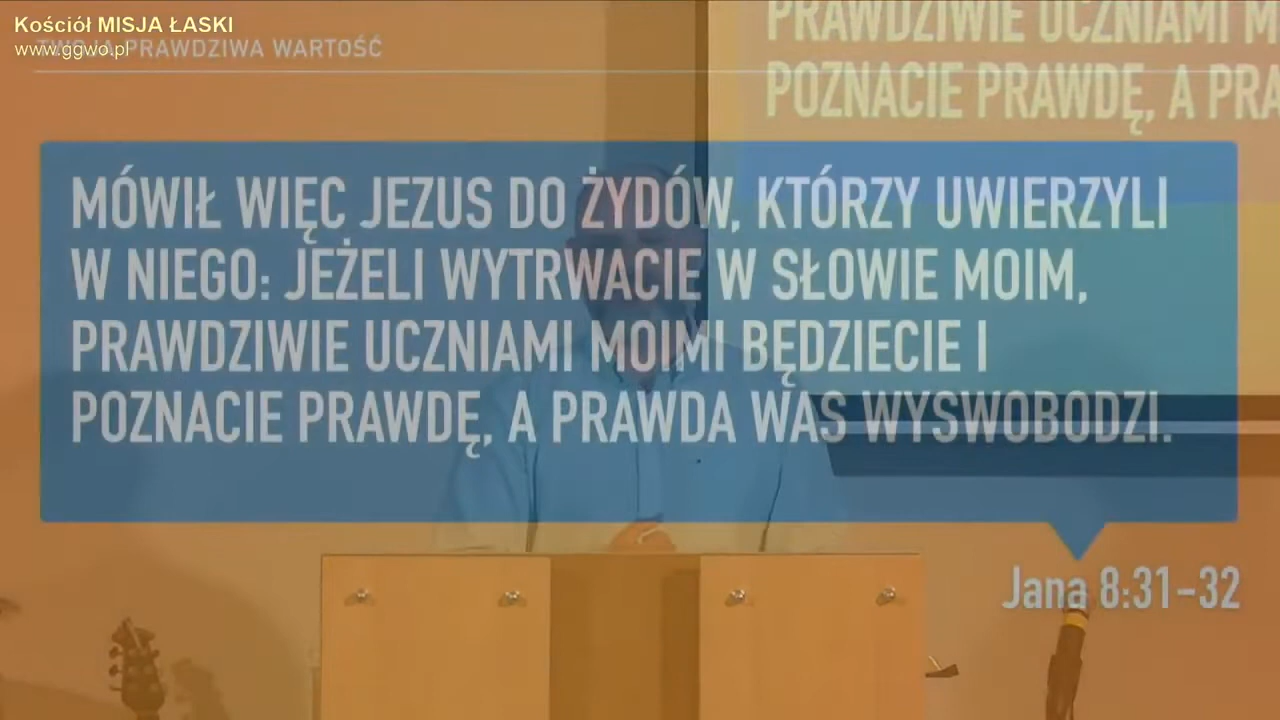 Kościół MISJA ŁASKI
www.ggwo.pl
TWOJA PRAWDZIWA WARTOŚĆ
PRAWDZIWIE UCZNIAMI M
POZNACIE PRAWDĘ, A PRA
MÓWIŁ WIĘC JEZUS DO ŻYDÓW, KTÓRZY UWIERZYLI
W NIEGO: JEŻELI WYTRWACIE W SŁOWIE MOIM,
PRAWDZIWIE UCZNIAMI MOIMI BĘDZIECIE I
POZNACIE PRAWDĘ, A PRAWDA WAS WYSWOBODZI.
Jana 8:31-32